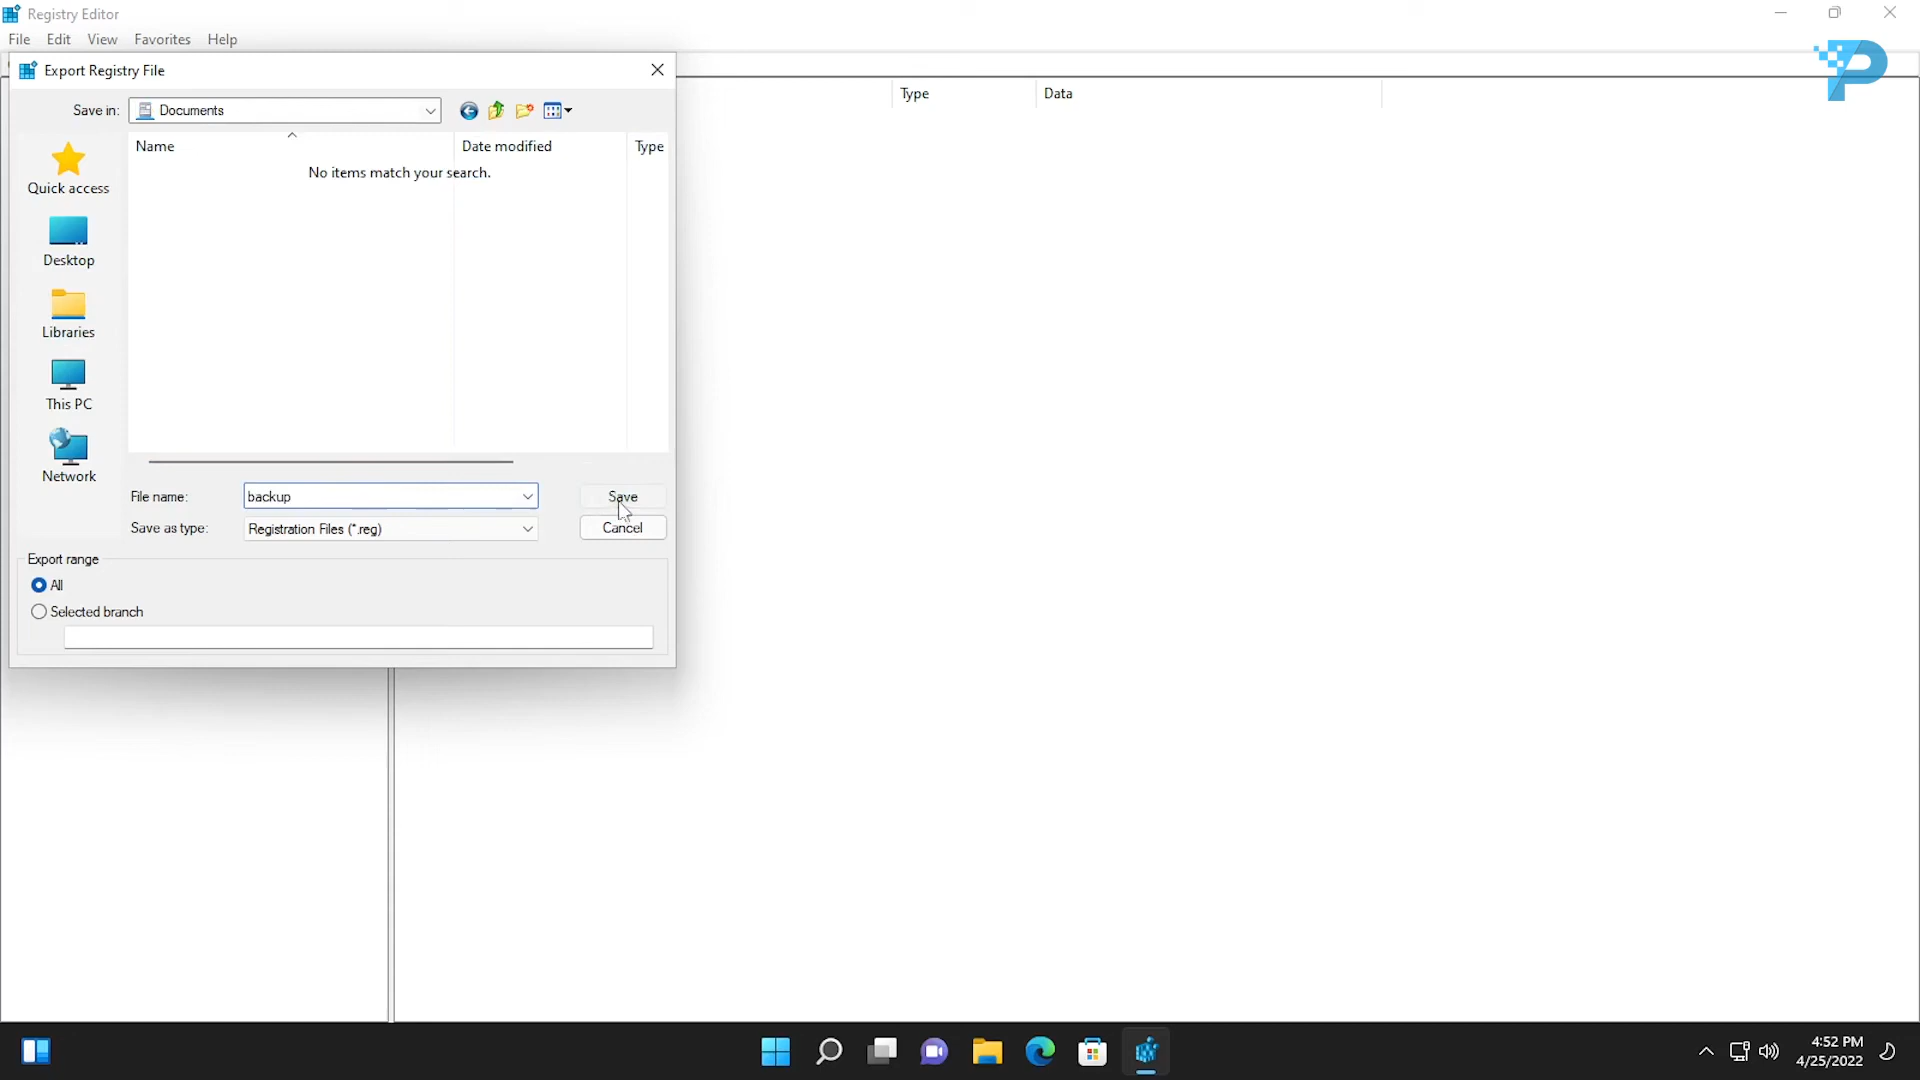 Registry Editor
File Edit View Favorites Help
Export Registry File
Save in: Documents
Type Data
Name Date modified Type
No items match your search.
Quick access
Desktop
Libraries
This PC
Network
File name: backup Save
Save as type: Registration Files (*.reg) Cancel
Export range
All
Selected branch
4:52 PM
4/25/2022